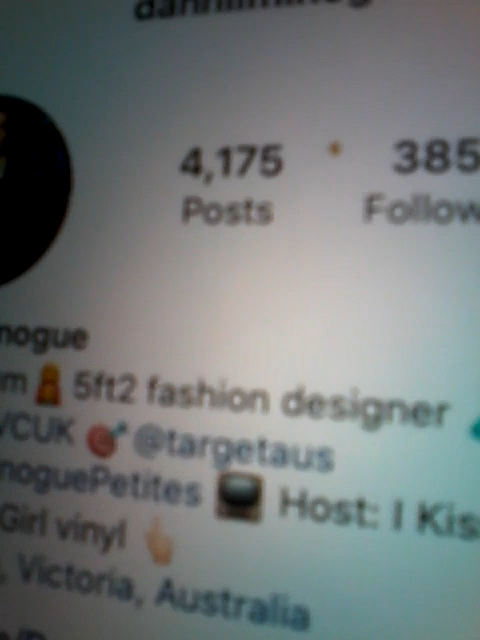 4,175 385
Posts Follow
nogue
m 5ft2 fashion designer
VCUK @targetaus
noguePetites Host: I Kis
Girl vinyl
, Victoria, Australia